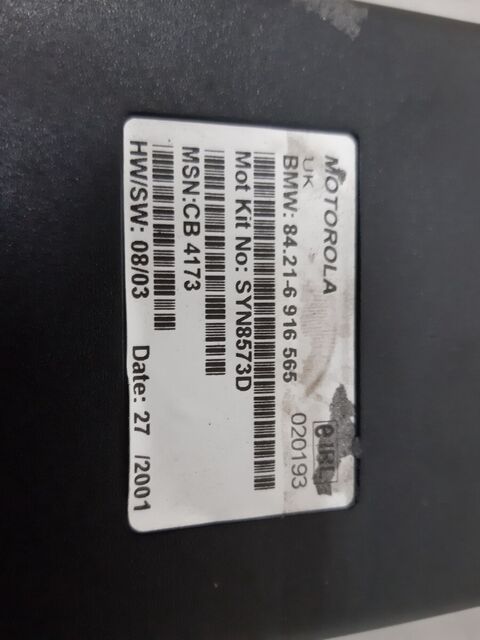 MOTOROLA
UK
BMW: 84.21-6 916 565
020193
Mot Kit No: SYN8573D
MSN:CB 4173
HW/SW: 08/03 Date: 27 /2001